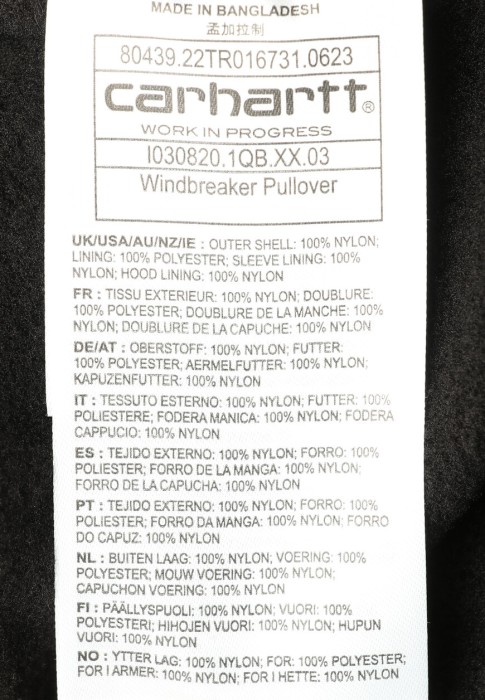 MADE IN BANGLADESH
孟加拉制
80439.22TR016731.0623
carhartt®
WORK IN PROGRESS
I030820.1QB.XX.03
Windbreaker Pullover
UK/USA/AU/NZ/IE : OUTER SHELL: 100% NYLON;
LINING: 100% POLYESTER; SLEEVE LINING: 100%
NYLON; HOOD LINING: 100% NYLON
FR : TISSU EXTERIEUR: 100% NYLON; DOUBLURE:
100% POLYESTER; DOUBLURE DE LA MANCHE: 100%
NYLON; DOUBLURE DE LA CAPUCHE: 100% NYLON
DE/AT : OBERSTOFF: 100% NYLON; FUTTER:
100% POLYESTER; AERMELFUTTER: 100% NYLON;
KAPUZENFUTTER: 100% NYLON
IT : TESSUTO ESTERNO: 100% NYLON; FUTTER: 100%
POLIESTERE; FODERA MANICA: 100% NYLON; FODERA
CAPPUCIO: 100% NYLON
ES : TEJIDO EXTERNO: 100% NYLON; FORRO: 100%
POLIESTER; FORRO DE LA MANGA: 100% NYLON;
FORRO DE LA CAPUCHA: 100% NYLON
PT : TEJIDO EXTERNO: 100% NYLON; FORRO: 100%
POLIESTER; FORRO DA MANGA: 100% NYLON; FORRO
DO CAPUZ: 100% NYLON
NL : BUITEN LAAG: 100% NYLON; VOERING: 100%
POLYESTER; MOUW VOERING: 100% NYLON;
CAPUCHON VOERING: 100% NYLON
FI : PÄÄLLYSPUOLI: 100% NYLON; VUORI: 100%
POLYESTERI; HIHOJEN VUORI: 100% NYLON; HUPUN
VUORI: 100% NYLON
NO : YTTER LAG: 100% NYLON; FOR: 100% POLYESTER;
FOR I ARMER: 100% NYLON; FOR I HETTE: 100% NYLON